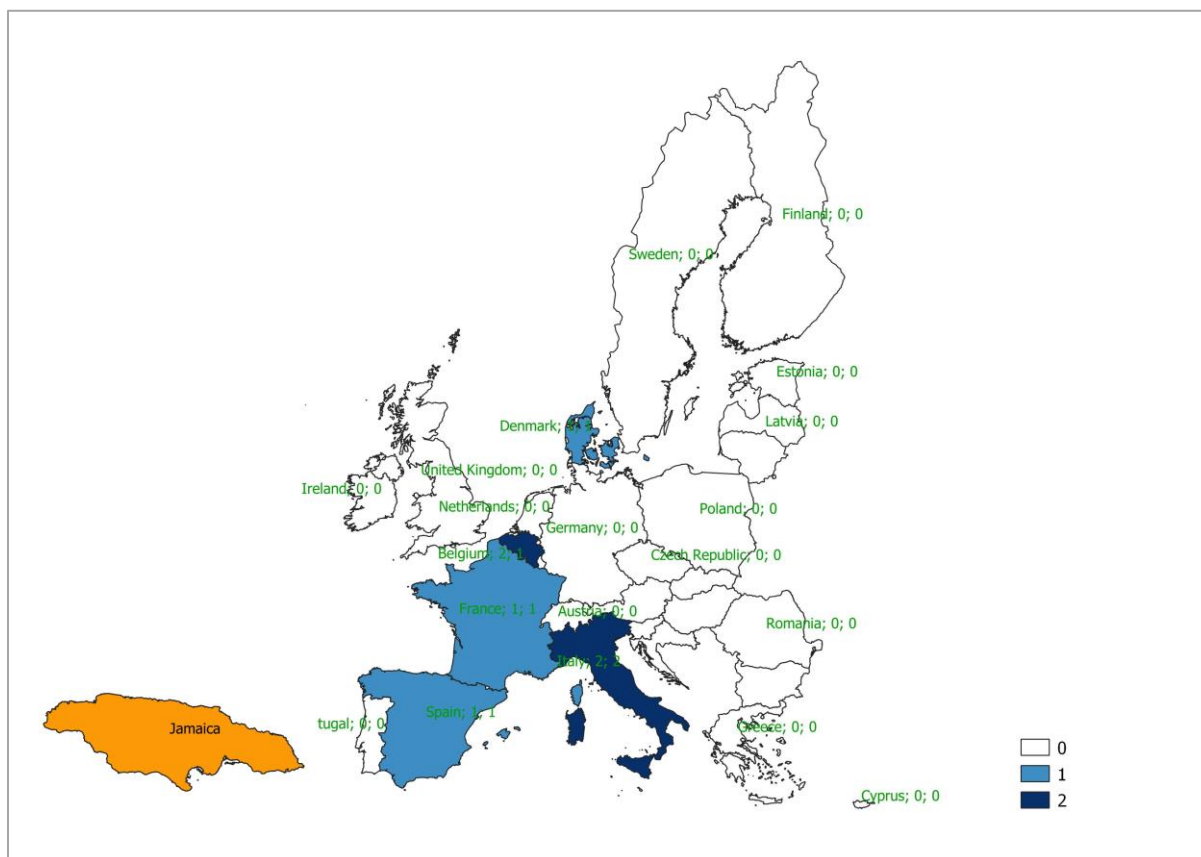 Finland; 0; 0
Sweden; 0; 0
Estonia; 0; 0
Latvia; 0; 0
Denmark; 0;
United Kingdom; 0; 0
Ireland; 0; 0
Netherlands; 0; 0
Poland; 0; 0
Germany; 0; 0
Belgium; 2; 1
Czech Republic; 0; 0
France; 1; 1
Austria; 0; 0
Romania; 0; 0
Italy; 2; 2
Spain; 1; 1
tugal; 0; 0
Jamaica
Greece; 0; 0
0
1
2
Cyprus; 0; 0